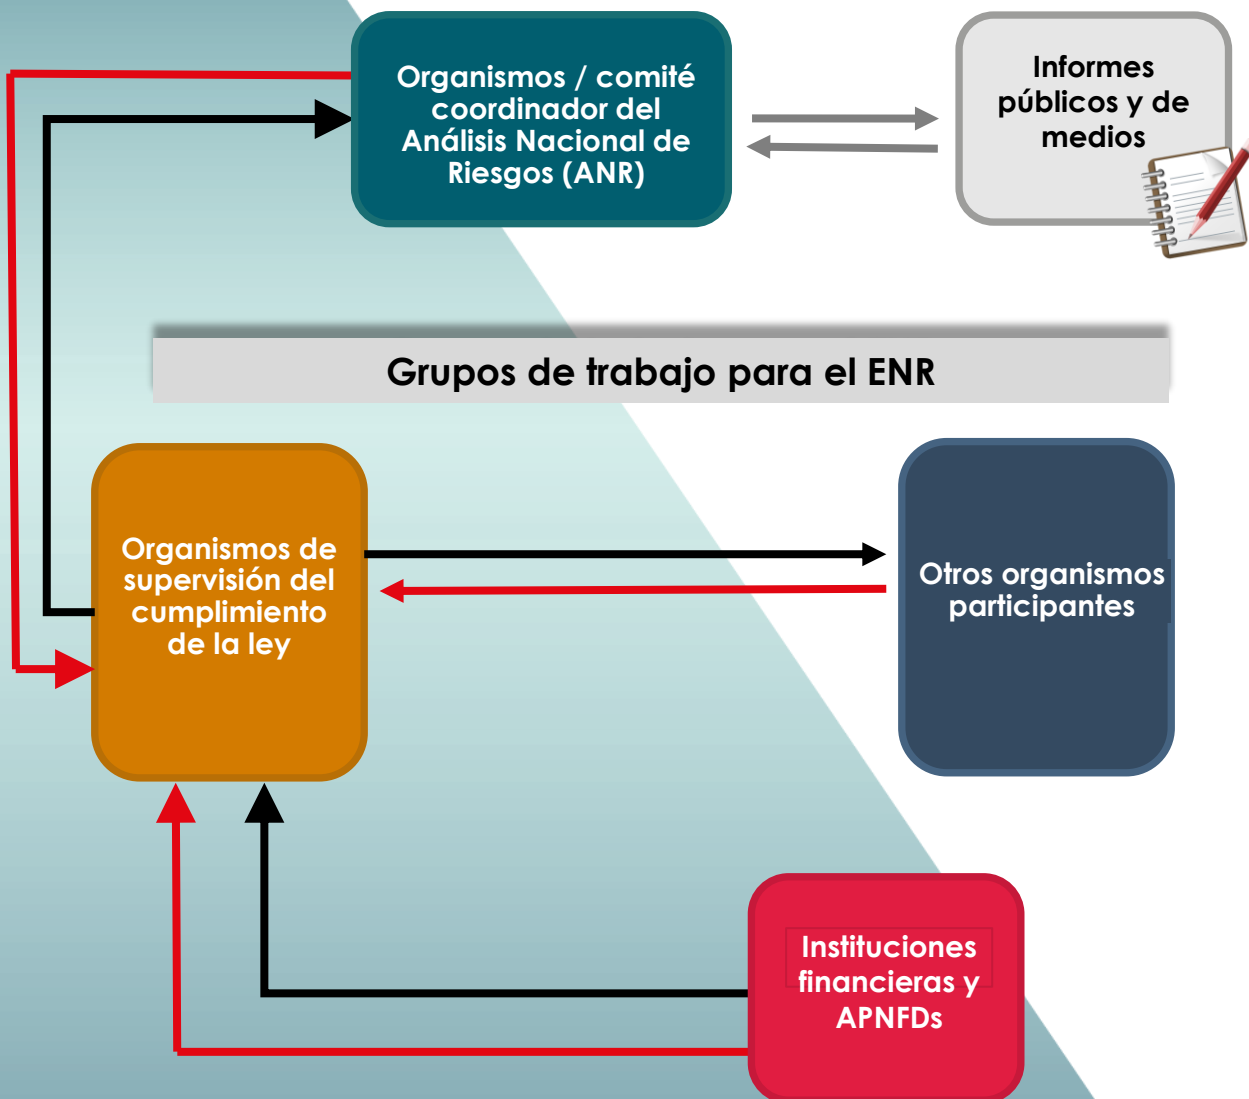 Organismos / comité
coordinador del
Análisis Nacional de
Riesgos (ANR)
Informes
públicos y de
medios
Grupos de trabajo para el ENR
Organismos de
supervisión del
cumplimiento
de la ley
Otros organismos
participantes
Instituciones
financieras y
APNFDs